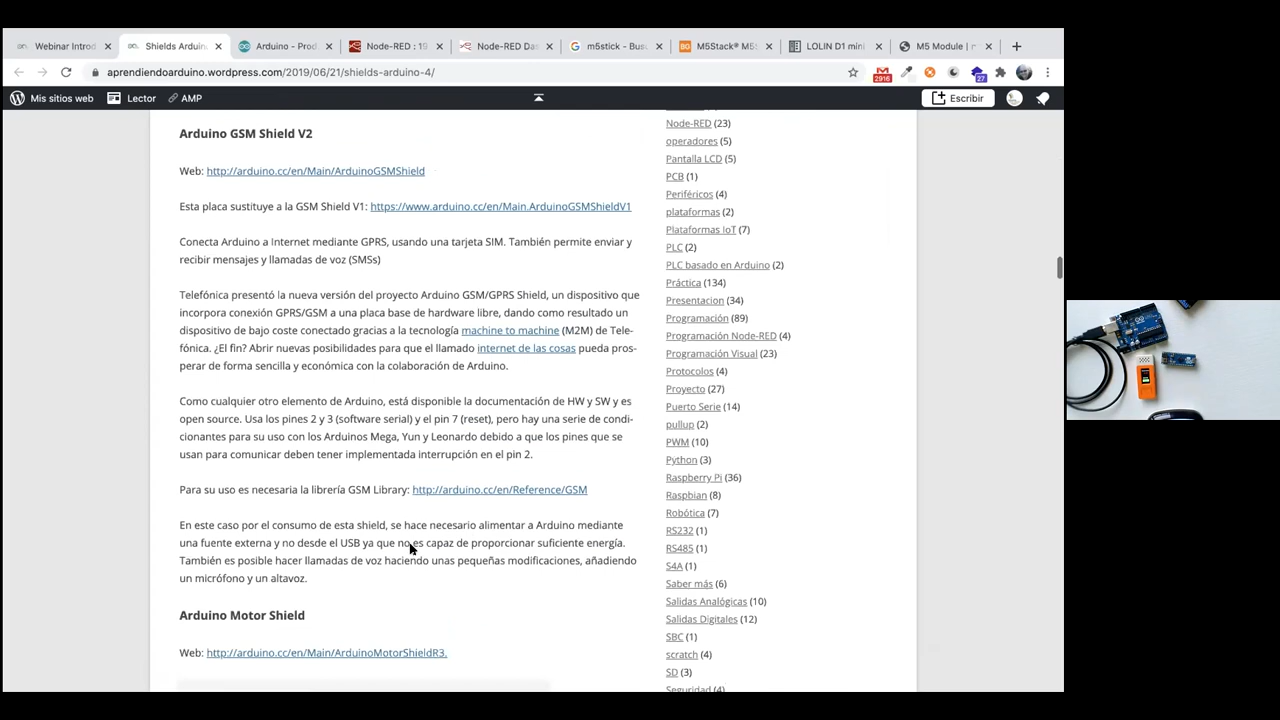 Webinar Introd
Shields Arduin
Arduino - Prod
Node-RED : 19
Node-RED Das
m5stick - Bus
M5Stack® M5
LOLIN D1 mini
M5 Module | m
aprendiendoarduino.wordpress.com/2019/06/21/shields-arduino-4/
2916
27
Mis sitios web
Lector
AMP
Escribir
Arduino GSM Shield V2
Web: http://arduino.cc/en/Main/ArduinoGSMShield
Esta placa sustituye a la GSM Shield V1: https://www.arduino.cc/en/Main.ArduinoGSMShieldV1
Conecta Arduino a Internet mediante GPRS, usando una tarjeta SIM. También permite enviar y
recibir mensajes y llamadas de voz (SMSs)
Telefónica presentó la nueva versión del proyecto Arduino GSM/GPRS Shield, un dispositivo que
incorpora conexión GPRS/GSM a una placa base de hardware libre, dando como resultado un
dispositivo de bajo coste conectado gracias a la tecnología machine to machine (M2M) de Tele-
fónica. ¿El fin? Abrir nuevas posibilidades para que el llamado internet de las cosas pueda pros-
perar de forma sencilla y económica con la colaboración de Arduino.
Como cualquier otro elemento de Arduino, está disponible la documentación de HW y SW y es
open source. Usa los pines 2 y 3 (software serial) y el pin 7 (reset), pero hay una serie de condi-
cionantes para su uso con los Arduinos Mega, Yun y Leonardo debido a que los pines que se
usan para comunicar deben tener implementada interrupción en el pin 2.
Para su uso es necesaria la librería GSM Library: http://arduino.cc/en/Reference/GSM
En este caso por el consumo de esta shield, se hace necesario alimentar a Arduino mediante
una fuente externa y no desde el USB ya que no es capaz de proporcionar suficiente energía.
También es posible hacer llamadas de voz haciendo unas pequeñas modificaciones, añadiendo
un micrófono y un altavoz.
Arduino Motor Shield
Web: http://arduino.cc/en/Main/ArduinoMotorShieldR3.
Node-RED (23)
operadores (5)
Pantalla LCD (5)
PCB (1)
Periféricos (4)
plataformas (2)
Plataformas IoT (7)
PLC (2)
PLC basado en Arduino (2)
Práctica (134)
Presentacion (34)
Programación (89)
Programación Node-RED (4)
Programación Visual (23)
Protocolos (4)
Proyecto (27)
Puerto Serie (14)
pullup (2)
PWM (10)
Python (3)
Raspberry Pi (36)
Raspbian (8)
Robótica (7)
RS232 (1)
RS485 (1)
S4A (1)
Saber más (6)
Salidas Analógicas (10)
Salidas Digitales (12)
SBC (1)
scratch (4)
SD (3)
Seguridad (4)